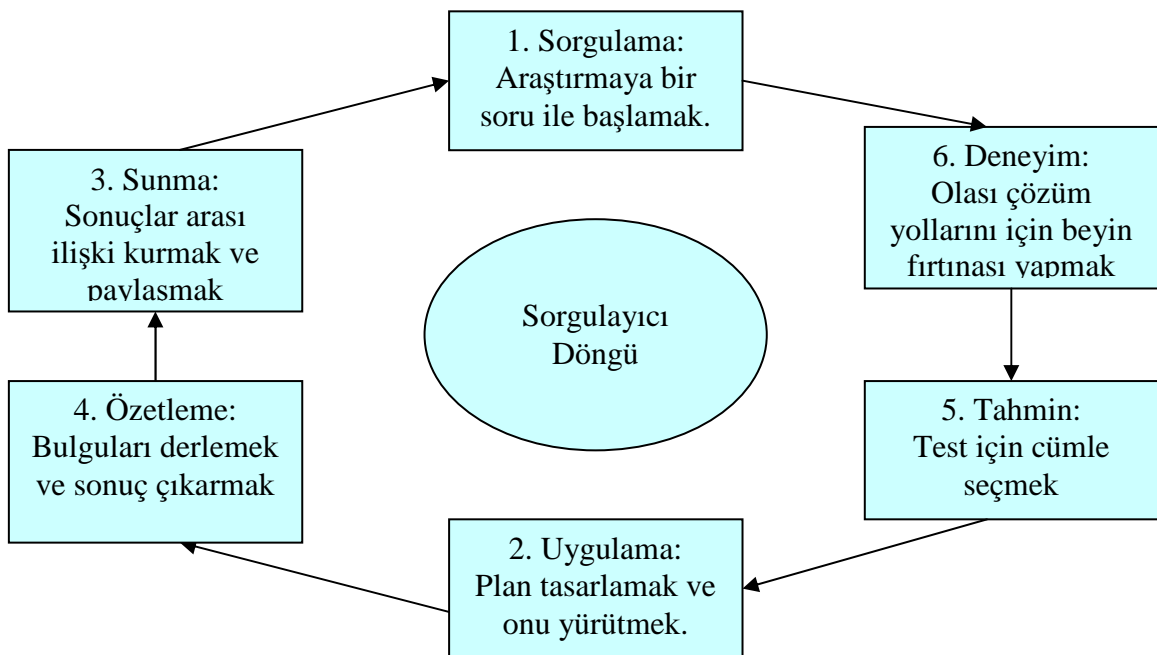 1. Sorgulama:
Araştırmaya bir
soru ile başlamak.
6. Deneyim:
Olası çözüm
yollarını için beyin
fırtınası yapmak
5. Tahmin:
Test için cümle
seçmek
2. Uygulama:
Plan tasarlamak ve
onu yürütmek.
4. Özetleme:
Bulguları derlemek
ve sonuç çıkarmak
3. Sunma:
Sonuçlar arası
ilişki kurmak ve
paylaşmak
Sorgulayıcı
Döngü